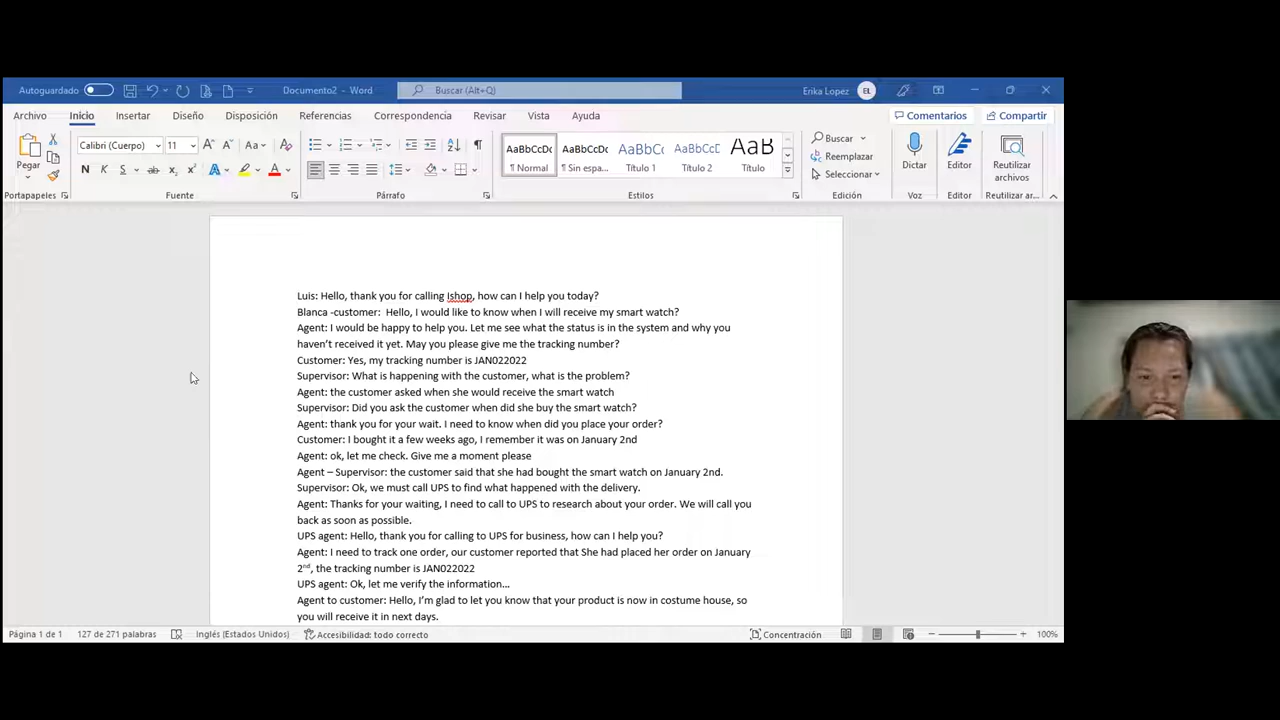 Autoguardado
Documento2 - Word
Buscar (Alt+Q)
Erika Lopez
EL
Archivo Inicio Insertar Diseño Disposición Referencias Correspondencia Revisar Vista Ayuda
Comentarios Compartir
Pegar
Calibri (Cuerpo) 11
N K S
AaBbCcDc AaBbCcDc AaBbCc AaBbCcD AaB
¶ Normal ¶ Sin espa... Título 1 Título 2 Título
Buscar
Reemplazar
Seleccionar
Dictar
Editor
Reutilizar archivos
Portapapeles Fuente Párrafo Estilos Edición Voz Editor Reutilizar ar...
Luis: Hello, thank you for calling Ishop, how can I help you today?
Blanca -customer:  Hello, I would like to know when I will receive my smart watch?
Agent: I would be happy to help you. Let me see what the status is in the system and why you
haven't received it yet. May you please give me the tracking number?
Customer: Yes, my tracking number is JAN022022
Supervisor: What is happening with the customer, what is the problem?
Agent: the customer asked when she would receive the smart watch
Supervisor: Did you ask the customer when did she buy the smart watch?
Agent: thank you for your wait. I need to know when did you place your order?
Customer: I bought it a few weeks ago, I remember it was on January 2nd
Agent: ok, let me check. Give me a moment please
Agent – Supervisor: the customer said that she had bought the smart watch on January 2nd.
Supervisor: Ok, we must call UPS to find what happened with the delivery.
Agent: Thanks for your waiting, I need to call to UPS to research about your order. We will call you
back as soon as possible.
UPS agent: Hello, thank you for calling to UPS for business, how can I help you?
Agent: I need to track one order, our customer reported that She had placed her order on January
2nd, the tracking number is JAN022022
UPS agent: Ok, let me verify the information...
Agent to customer: Hello, I'm glad to let you know that your product is now in costume house, so
you will receive it in next days.
Página 1 de 1 127 de 271 palabras Inglés (Estados Unidos) Accesibilidad: todo correcto Concentración 100%